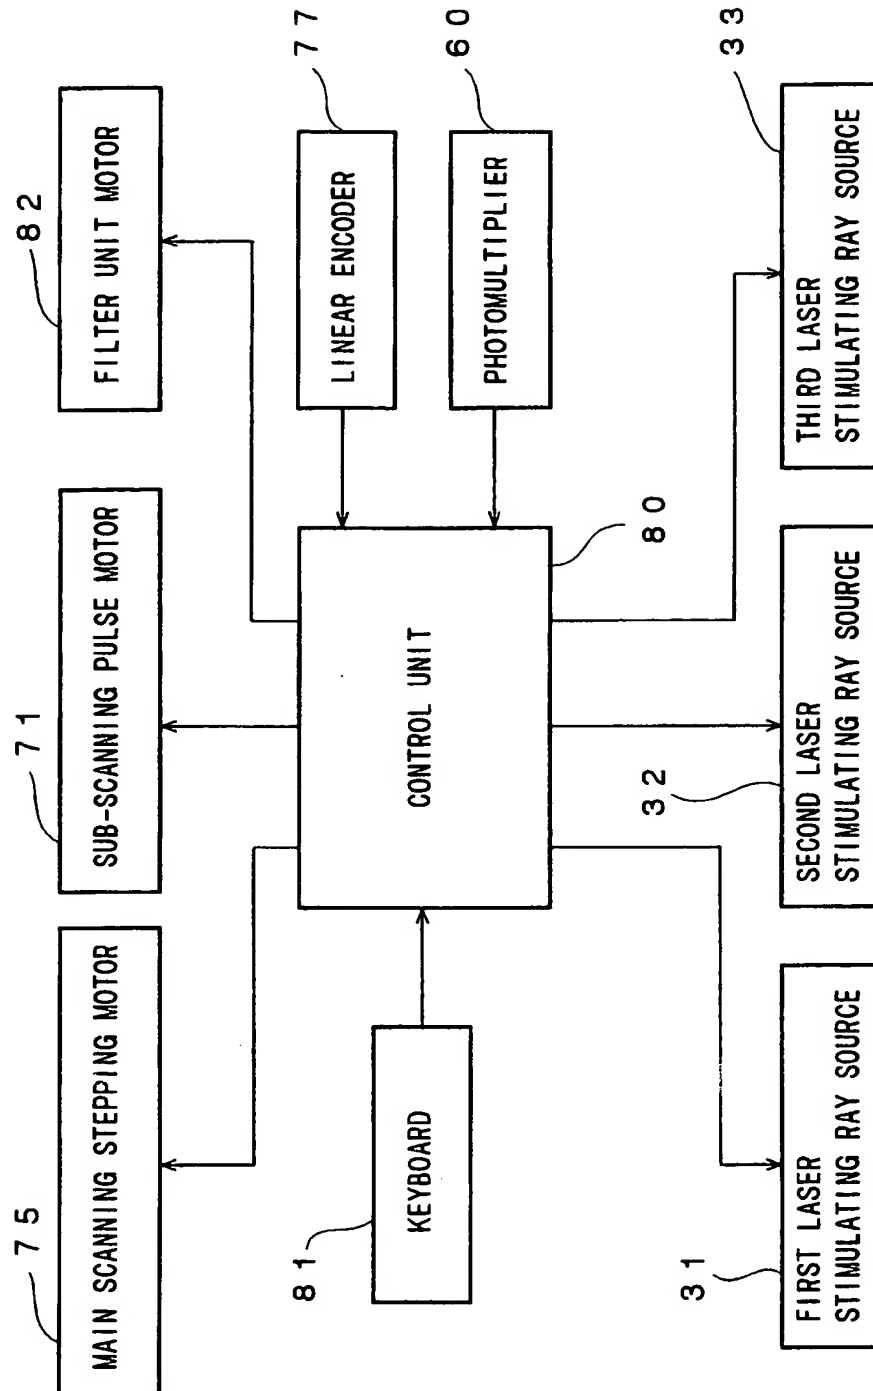 75
MAIN SCANNING STEPPING MOTOR
71
SUB-SCANNING PULSE MOTOR
82
FILTER UNIT MOTOR
81
KEYBOARD
CONTROL UNIT
80
LINEAR ENCODER
77
PHOTOMULTIPLIER
60
31
FIRST LASER
STIMULATING RAY SOURCE
32
SECOND LASER
STIMULATING RAY SOURCE
33
THIRD LASER
STIMULATING RAY SOURCE